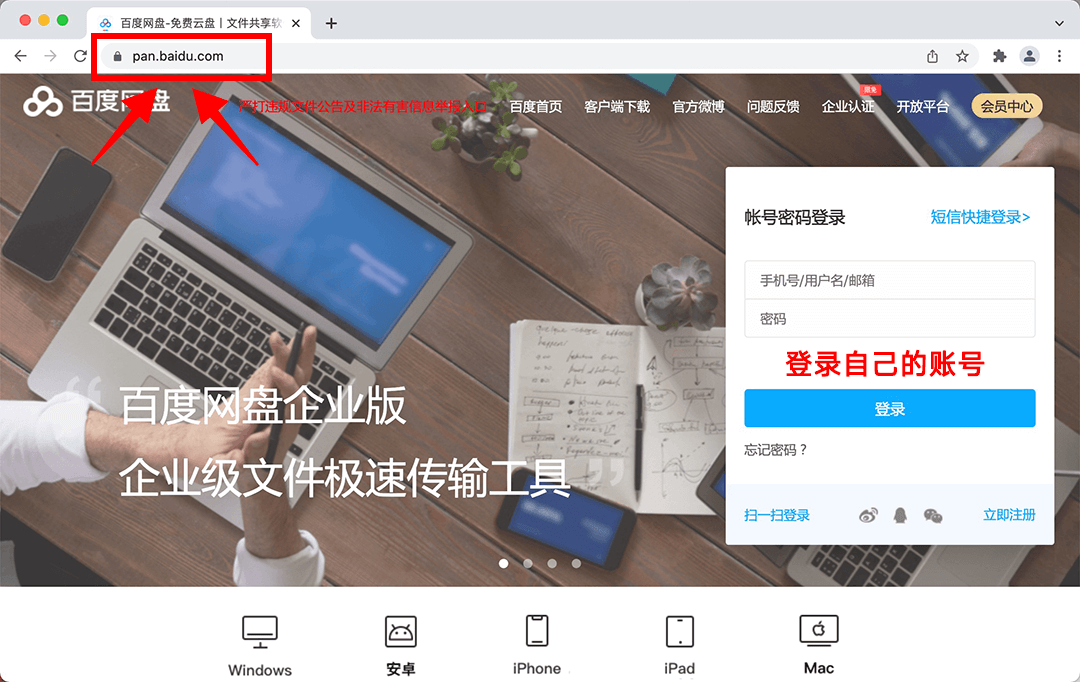 百度网盘-免费云盘丨文件共享软
pan.baidu.com
百度网盘
严打违规文件公告及非法有害信息举报入口
百度首页
客户端下载
官方微博
问题反馈
企业认证
限免
开放平台
会员中心
帐号密码登录
短信快捷登录>
手机号/用户名/邮箱
密码
登录自己的账号
登录
忘记密码？
扫一扫登录
立即注册
“百度网盘企业版
企业级文件极速传输工具”
Windows
安卓
iPhone
iPad
Mac